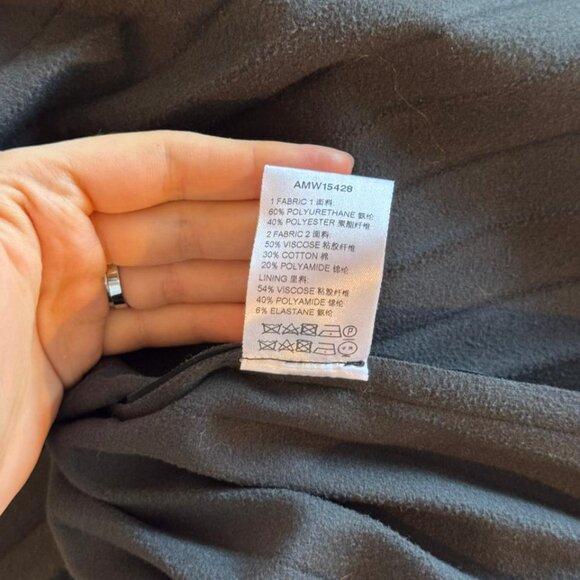 AMW15428
1 FABRIC 1 面料:
60% POLYURETHANE 氨纶
40% POLYESTER 聚酯纤维
2 FABRIC 2 面料:
50% VISCOSE 粘胶纤维
30% COTTON 棉
20% POLYAMIDE 锦纶
LINING 里料:
54% VISCOSE 粘胶纤维
40% POLYAMIDE 锦纶
6% ELASTANE 氨纶
P